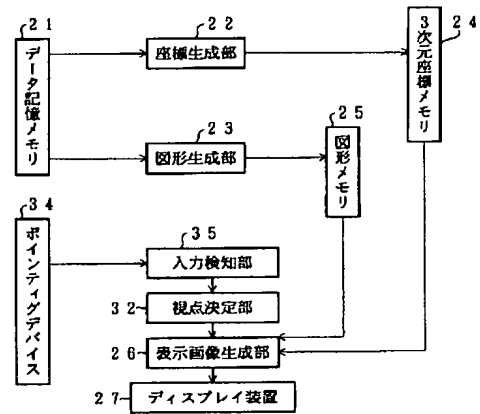 21
データ記憶メモリ
22
座標生成部
3次元座標メモリ
24
23
図形生成部
25
図形メモリ
34
ポインティグデバイス
35
入力検知部
32
視点決定部
26
表示画像生成部
27
ディスプレイ装置